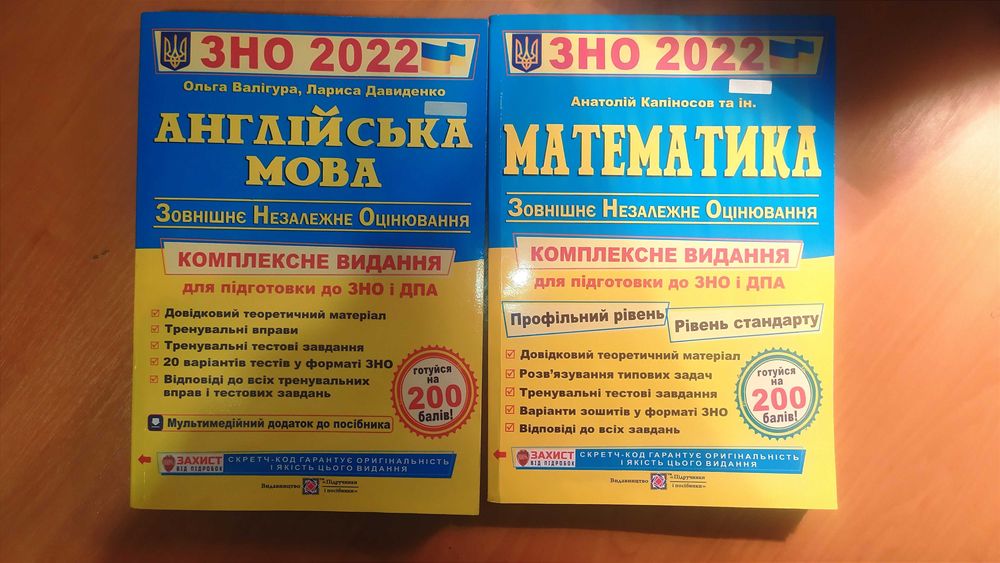 ЗНО 2022
Ольга Валігура, Лариса Давиденко
АНГЛІЙСЬКА
МОВА
ЗОВНІШНЄ НЕЗАЛЕЖНЕ ОЦІНЮВАННЯ
КОМПЛЕКСНЕ ВИДАННЯ
для підготовки до ЗНО і ДПА
Довідковий теоретичний матеріал
Тренувальні вправи
Тренувальні тестові завдання
20 варіантів тестів у форматі ЗНО
Відповіді до всіх тренувальних
вправ і тестових завдань
готуйся
на
200
балів!
Мультимедійний додаток до посібника
ЗАХИСТ
ВІД ПІДРОБОК
СКРЕТЧ-КОД ГАРАНТУЄ ОРИГІНАЛЬНІСТЬ
І ЯКІСТЬ ЦЬОГО ВИДАННЯ
Видавництво «Підручники
і посібники»
ЗНО 2022
Анатолій Капіносов та ін.
МАТЕМАТИКА
ЗОВНІШНЄ НЕЗАЛЕЖНЕ ОЦІНЮВАННЯ
КОМПЛЕКСНЕ ВИДАННЯ
для підготовки до ЗНО і ДПА
Профільний рівень
Рівень стандарту
Довідковий теоретичний матеріал
Розв'язування типових задач
Тренувальні тестові завдання
Варіанти зошитів у форматі ЗНО
Відповіді до всіх завдань
готуйся
на
200
балів!
ЗАХИСТ
ВІД ПІДРОБОК
СКРЕТЧ-КОД ГАРАНТУЄ ОРИГІНАЛЬНІСТЬ
І ЯКІСТЬ ЦЬОГО ВИДАННЯ
Видавництво «Підручники
і посібники»